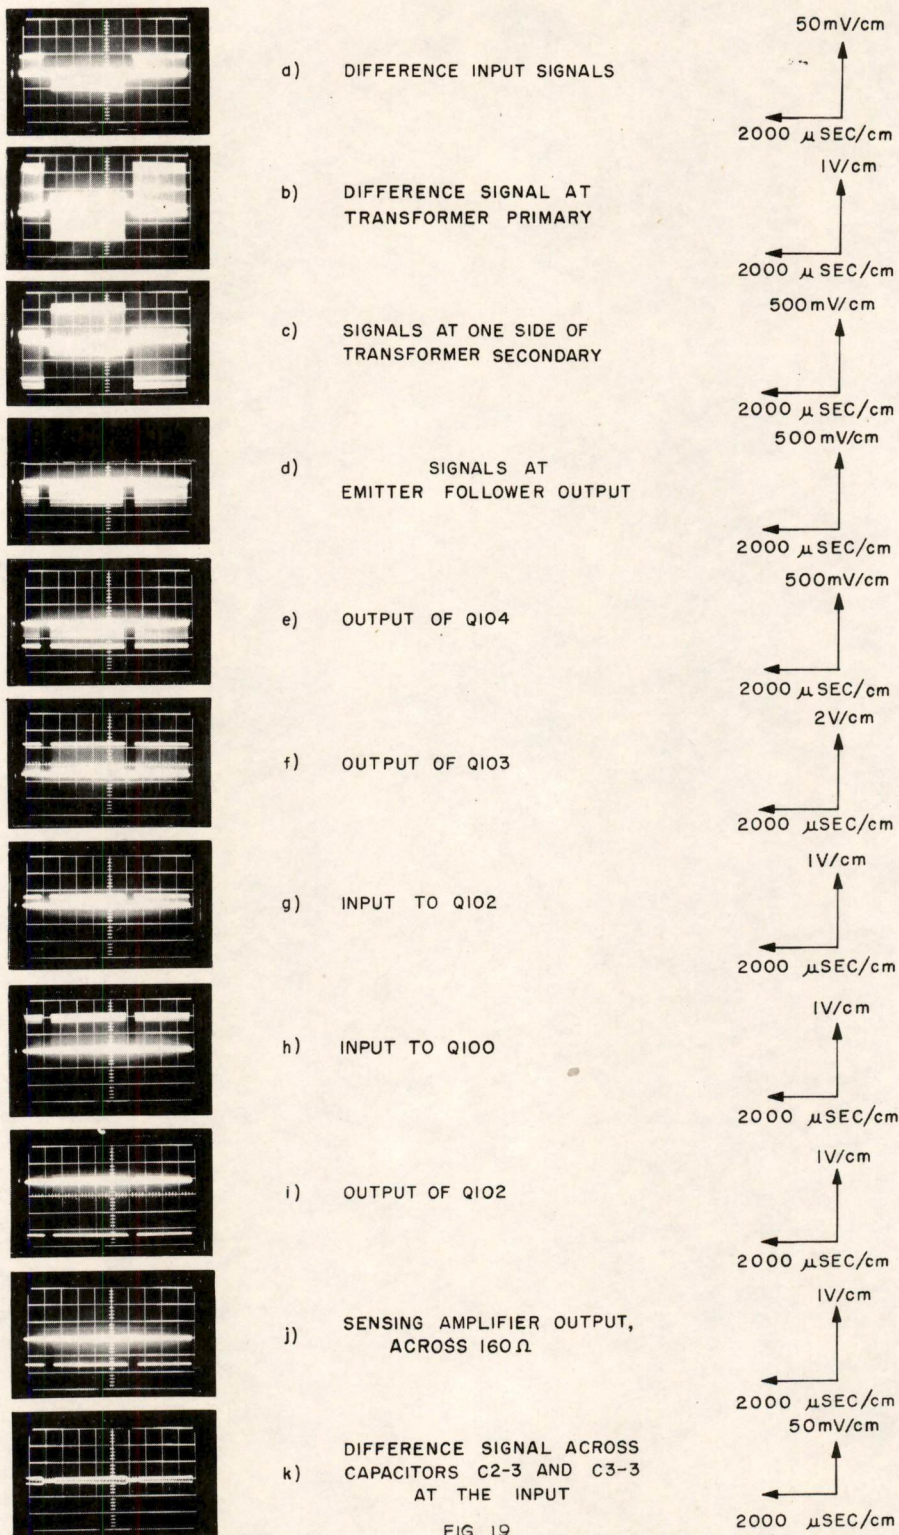 50mV/cm
a) DIFFERENCE INPUT SIGNALS
2000 μSEC/cm
1V/cm
b) DIFFERENCE SIGNAL AT
TRANSFORMER PRIMARY
2000 μSEC/cm
500mV/cm
c) SIGNALS AT ONE SIDE OF
TRANSFORMER SECONDARY
2000 μSEC/cm
500mV/cm
d) SIGNALS AT
EMITTER FOLLOWER OUTPUT
2000 μSEC/cm
500mV/cm
e) OUTPUT OF Q104
2000 μSEC/cm
2V/cm
f) OUTPUT OF Q103
2000 μSEC/cm
1V/cm
g) INPUT TO Q102
2000 μSEC/cm
1V/cm
h) INPUT TO Q100
2000 μSEC/cm
1V/cm
i) OUTPUT OF Q102
2000 μSEC/cm
1V/cm
j) SENSING AMPLIFIER OUTPUT,
ACROSS 160Ω
2000 μSEC/cm
50mV/cm
DIFFERENCE SIGNAL ACROSS
k) CAPACITORS C2-3 AND C3-3
AT THE INPUT
2000 μSEC/cm
FIG. 19